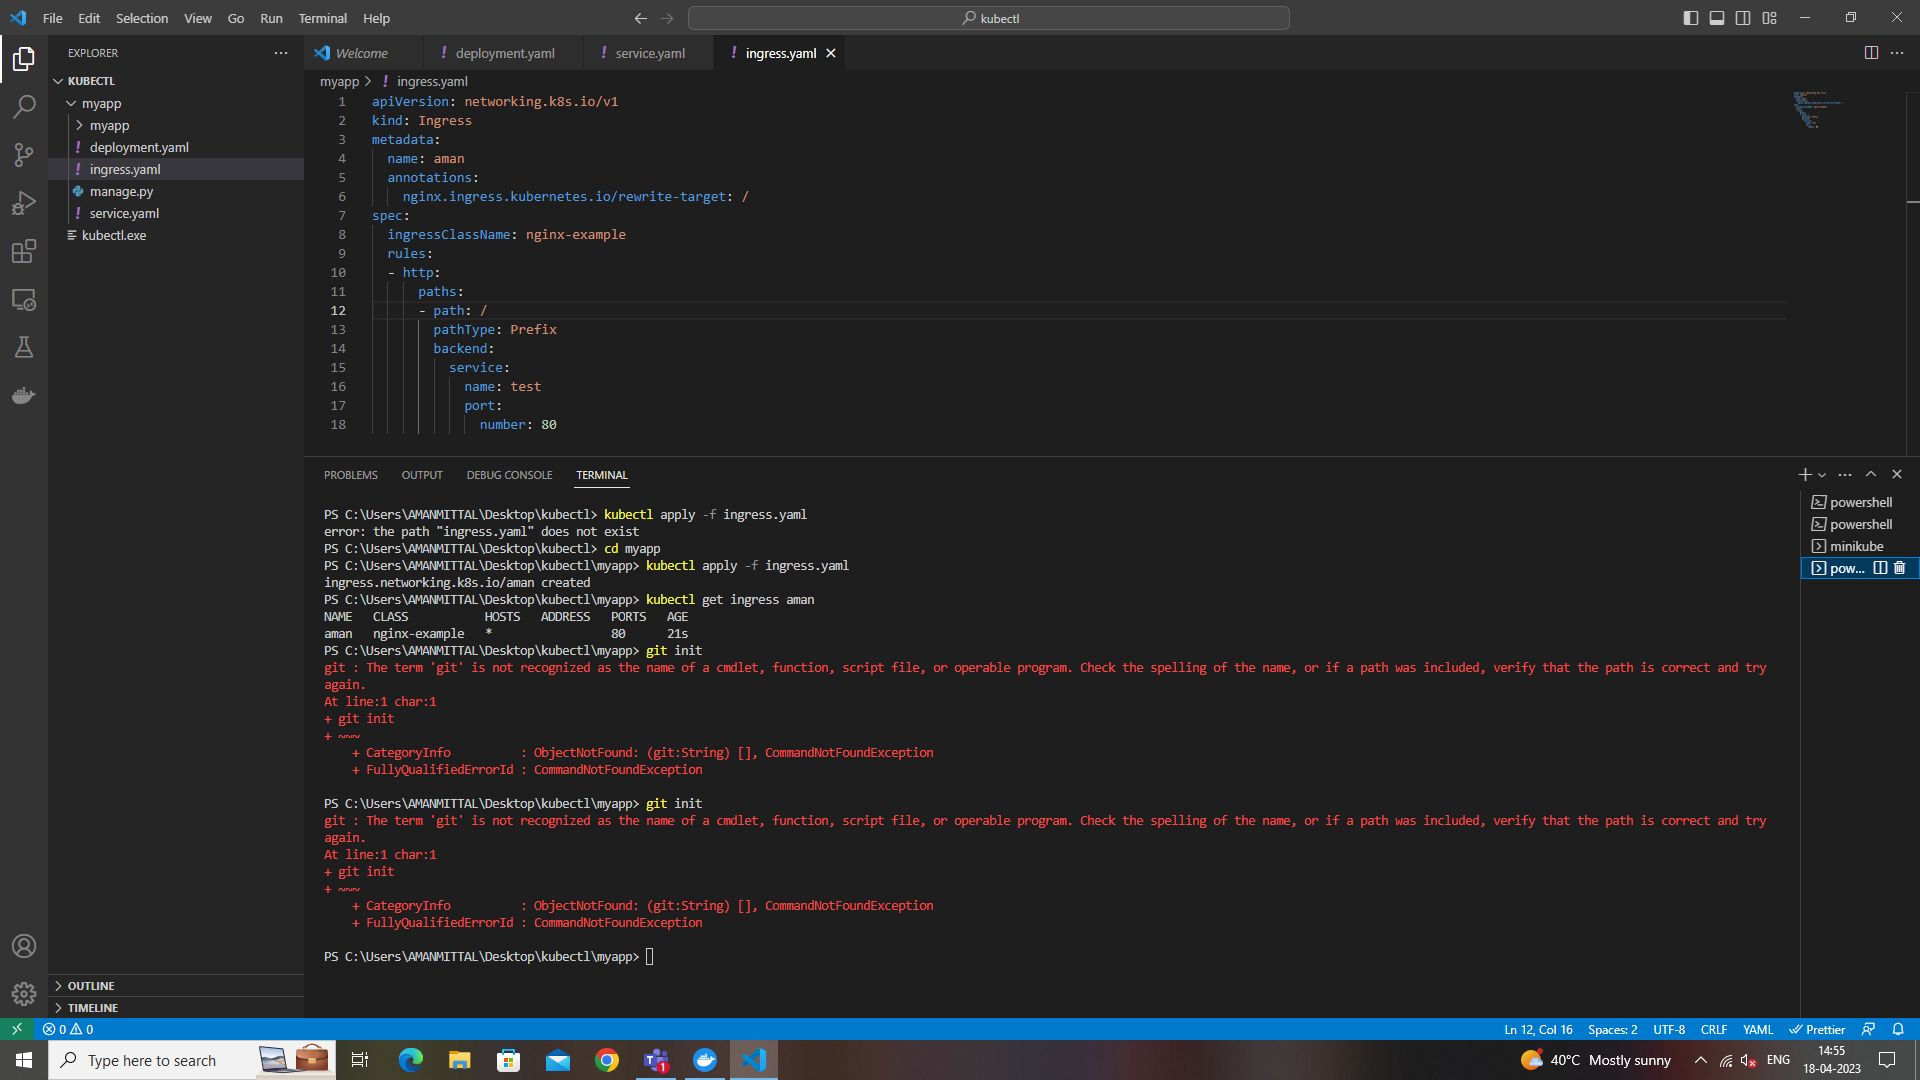 File Edit Selection View Go Run Terminal Help
kubectl
EXPLORER
KUBECTL
myapp
myapp
! deployment.yaml
! ingress.yaml
manage.py
! service.yaml
kubectl.exe
OUTLINE
TIMELINE
Welcome ! deployment.yaml ! service.yaml ! ingress.yaml
myapp > ! ingress.yaml
1 apiVersion: networking.k8s.io/v1
2 kind: Ingress
3 metadata:
4 name: aman
5 annotations:
6 nginx.ingress.kubernetes.io/rewrite-target: /
7 spec:
8 ingressClassName: nginx-example
9 rules:
10 - http:
11 paths:
12 - path: /
13 pathType: Prefix
14 backend:
15 service:
16 name: test
17 port:
18 number: 80
PROBLEMS OUTPUT DEBUG CONSOLE TERMINAL
PS C:\Users\AMANMITTAL\Desktop\kubectl> kubectl apply -f ingress.yaml
error: the path "ingress.yaml" does not exist
PS C:\Users\AMANMITTAL\Desktop\kubectl> cd myapp
PS C:\Users\AMANMITTAL\Desktop\kubectl\myapp> kubectl apply -f ingress.yaml
ingress.networking.k8s.io/aman created
PS C:\Users\AMANMITTAL\Desktop\kubectl\myapp> kubectl get ingress aman
NAME CLASS HOSTS ADDRESS PORTS AGE
aman nginx-example * 80 21s
PS C:\Users\AMANMITTAL\Desktop\kubectl\myapp> git init
git : The term 'git' is not recognized as the name of a cmdlet, function, script file, or operable program. Check the spelling of the name, or if a path was included, verify that the path is correct and try
again.
At line:1 char:1
+ git init
+ ~~~
+ CategoryInfo : ObjectNotFound: (git:String) [], CommandNotFoundException
+ FullyQualifiedErrorId : CommandNotFoundException
PS C:\Users\AMANMITTAL\Desktop\kubectl\myapp> git init
git : The term 'git' is not recognized as the name of a cmdlet, function, script file, or operable program. Check the spelling of the name, or if a path was included, verify that the path is correct and try
again.
At line:1 char:1
+ git init
+ ~~~
+ CategoryInfo : ObjectNotFound: (git:String) [], CommandNotFoundException
+ FullyQualifiedErrorId : CommandNotFoundException
PS C:\Users\AMANMITTAL\Desktop\kubectl\myapp>
powershell
powershell
minikube
pow...
0 0
Ln 12, Col 16 Spaces: 2 UTF-8 CRLF YAML Prettier
Type here to search
1
40°C Mostly sunny
ENG
14:55
18-04-2023